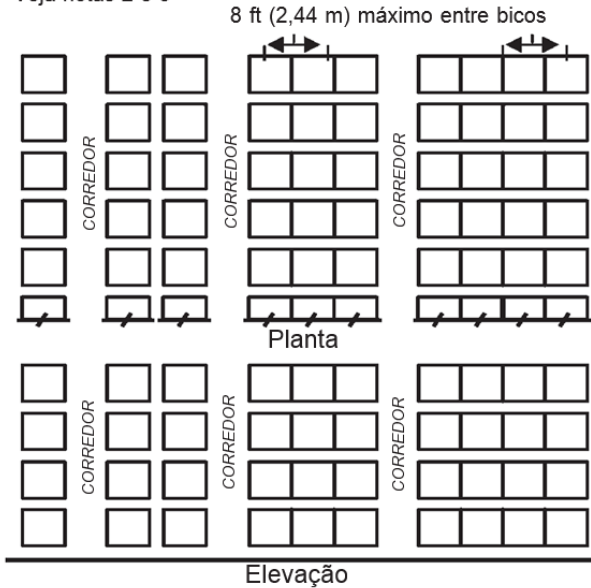 8 ft (2,44 m) máximo entre bicos
CORREDOR
CORREDOR
CORREDOR
Planta
CORREDOR
CORREDOR
CORREDOR
Elevação